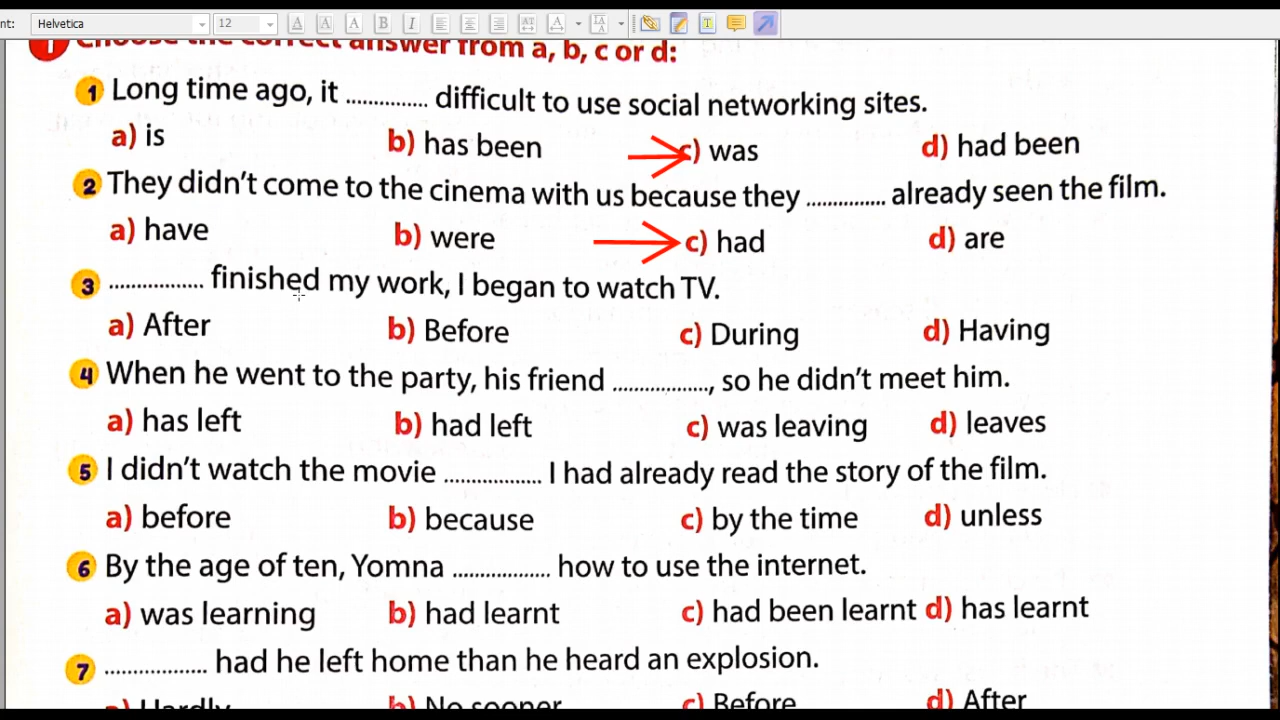 nt: Helvetica 12 A A A B I A A IA T
1 Choose the correct answer from a, b, c or d:
1 Long time ago, it ............... difficult to use social networking sites.
a) is b) has been c) was d) had been
2 They didn't come to the cinema with us because they ............... already seen the film.
a) have b) were c) had d) are
3 ................. finished my work, I began to watch TV.
a) After b) Before c) During d) Having
4 When he went to the party, his friend ................., so he didn't meet him.
a) has left b) had left c) was leaving d) leaves
5 I didn't watch the movie ................. I had already read the story of the film.
a) before b) because c) by the time d) unless
6 By the age of ten, Yomna ................. how to use the internet.
a) was learning b) had learnt c) had been learnt d) has learnt
7 .................. had he left home than he heard an explosion.
a) Hardly b) No sooner c) Before d) After